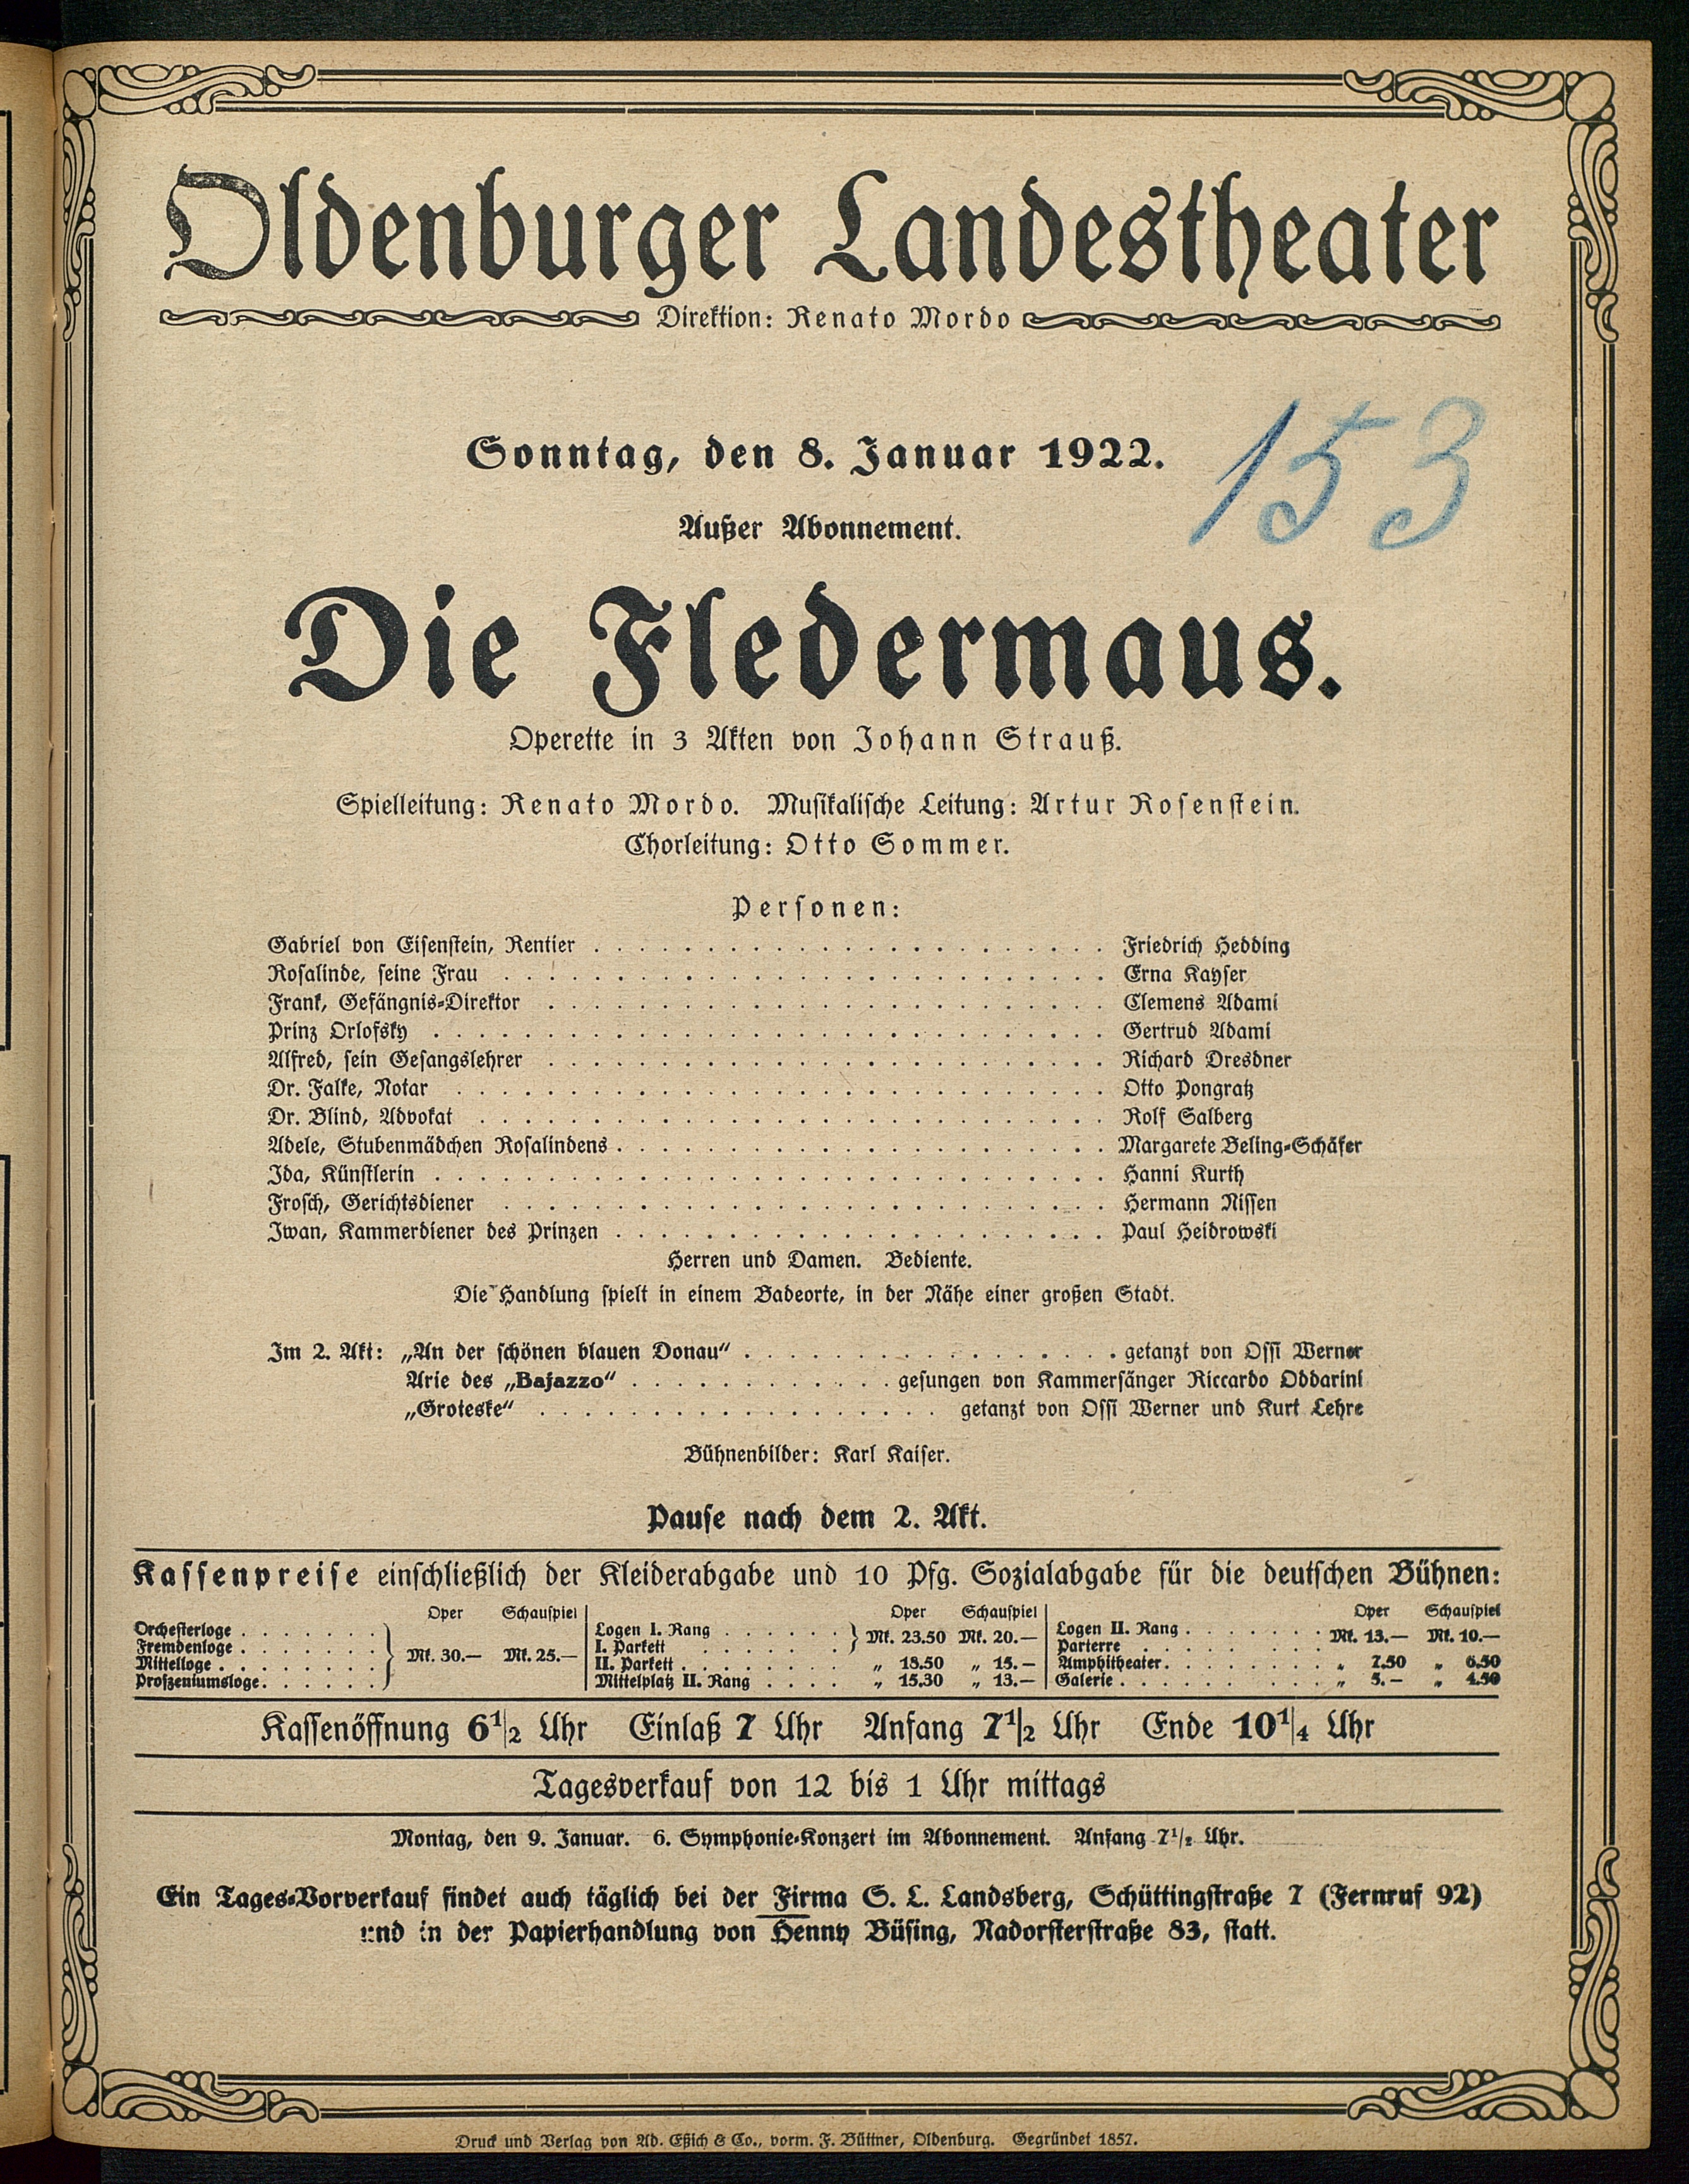 Oldenburger Landestheater
Direktion: Renato Mordo
153
Sonntag, den 8. Januar 1922.
Außer Abonnement.
Die Fledermaus.
Operette in 3 Akten von Johann Strauß.
Spielleitung: Renato Mordo. Musikalische Leitung: Artur Rosenstein.
Chorleitung: Otto Sommer.
Personen:
Gabriel von Eisenstein, Rentier . . . . . Friedrich Hedding
Rosalinde, seine Frau . . . . . Erna Kayser
Frank, Gefängnis-Direktor . . . . . Clemens Adami
Prinz Orlofsky . . . . . Gertrud Adami
Alfred, sein Gesangslehrer . . . . . Richard Dresdner
Dr. Falke, Notar . . . . . Otto Pongratz
Dr. Blind, Advokat . . . . . Rolf Salberg
Adele, Stubenmädchen Rosalindens . . . . . Margarete Beling-Schäfer
Ida, Künstlerin . . . . . Hanni Kurth
Frosch, Gerichtsdiener . . . . . Hermann Nissen
Iwan, Kammerdiener des Prinzen . . . . . Paul Heidrowski
Herren und Damen. Bediente.
Die Handlung spielt in einem Badeorte, in der Nähe einer großen Stadt.
Im 2. Akt: „An der schönen blauen Donau" . . . . . getanzt von Ossi Werner
Arie des „Bajazzo" . . . . . gesungen von Kammersänger Riccardo Oddarini
„Groteske" . . . . . getanzt von Ossi Werner und Kurt Lehre
Bühnenbilder: Karl Kaiser.
Pause nach dem 2. Akt.
Kassenpreise einschließlich der Kleiderabgabe und 10 Pfg. Sozialabgabe für die deutschen Bühnen:
Oper Schauspiel
Orchesterloge . . . . .
Fremdenloge . . . . .
Mittelloge . . . . .
Proszeniumsloge . . . . .
Mk. 30.— Mk. 25.—
Oper Schauspiel
Logen I. Rang . . . . .
I. Parkett . . . . .
Mk. 23.50 Mk. 20.—
II. Parkett . . . . . „ 18.50 „ 15.—
Mittelplatz II. Rang . . . . „ 15.30 „ 13.—
Oper Schauspiel
Logen II. Rang . . . . .
Parterre . . . . .
Mk. 13.— Mk. 10.—
Amphitheater . . . . . „ 7.50 „ 6.50
Galerie . . . . . „ 5.— „ 4.50
Kassenöffnung 6 1/2 Uhr Einlaß 7 Uhr Anfang 7 1/2 Uhr Ende 10 1/4 Uhr
Tagesverkauf von 12 bis 1 Uhr mittags
Montag, den 9. Januar. 6. Symphonie-Konzert im Abonnement. Anfang 7 1/2 Uhr.
Ein Tages-Vorverkauf findet auch täglich bei der Firma S. L. Landsberg, Schüttingstraße 7 (Fernruf 92)
und in der Papierhandlung von Henny Büsing, Nadorsterstraße 83, statt.
Druck und Verlag von Ad. Eßich & Co., vorm. F. Büttner, Oldenburg. Gegründet 1857.